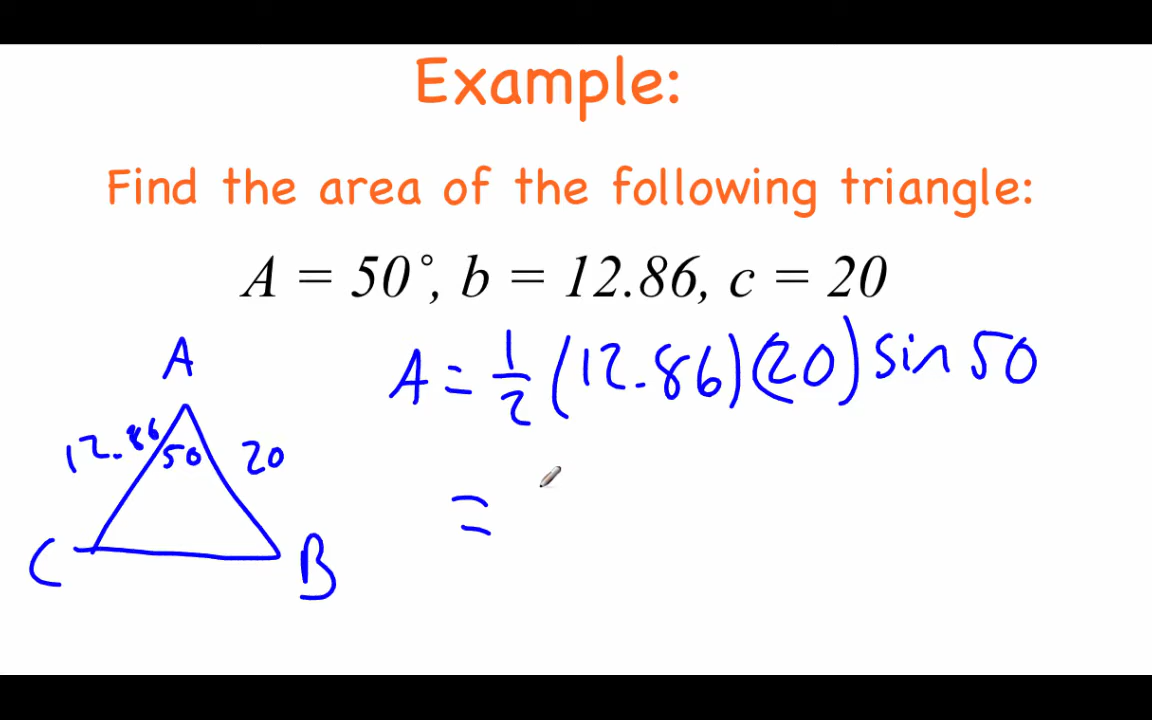 Example:
Find the area of the following triangle:
A = 50°, b = 12.86, c = 20
A = 1/2 (12.86)(20) sin 50
A
12.86 50 20
=
C B